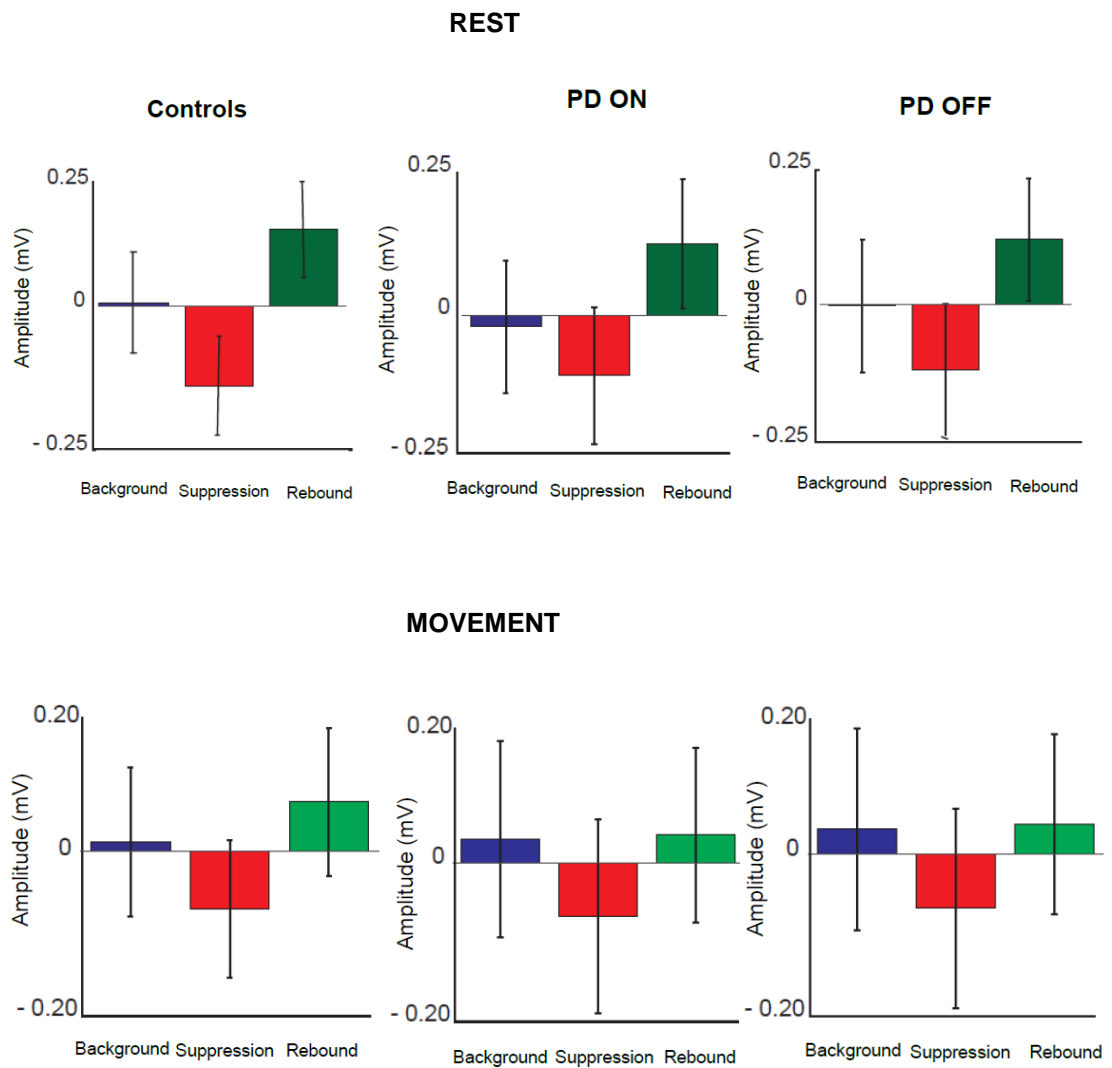 REST
Controls
PD ON
PD OFF
0.25
0
- 0.25
Amplitude (mV)
Background Suppression Rebound
0.25
0
-0.25
Amplitude (mV)
Background Suppression Rebound
0.25
0
- 0.25
Amplitude (mV)
Background Suppression Rebound
MOVEMENT
0.20
0
- 0.20
Amplitude (mV)
Background Suppression Rebound
0.20
0
- 0.20
Amplitude (mV)
Background Suppression Rebound
0.20
0
- 0.20
Amplitude (mV)
Background Suppression Rebound